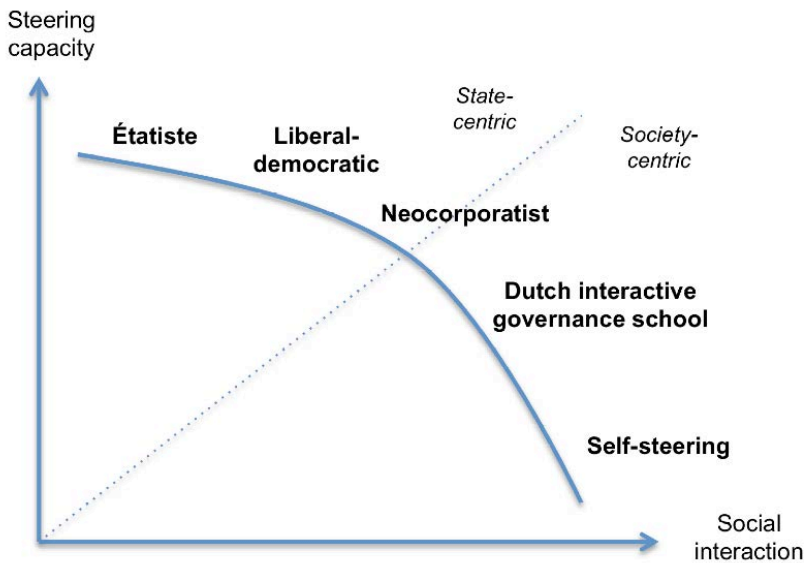 Steering
capacity
Étatiste
Liberal-
democratic
State-
centric
Society-
centric
Neocorporatist
Dutch interactive
governance school
Self-steering
Social
interaction